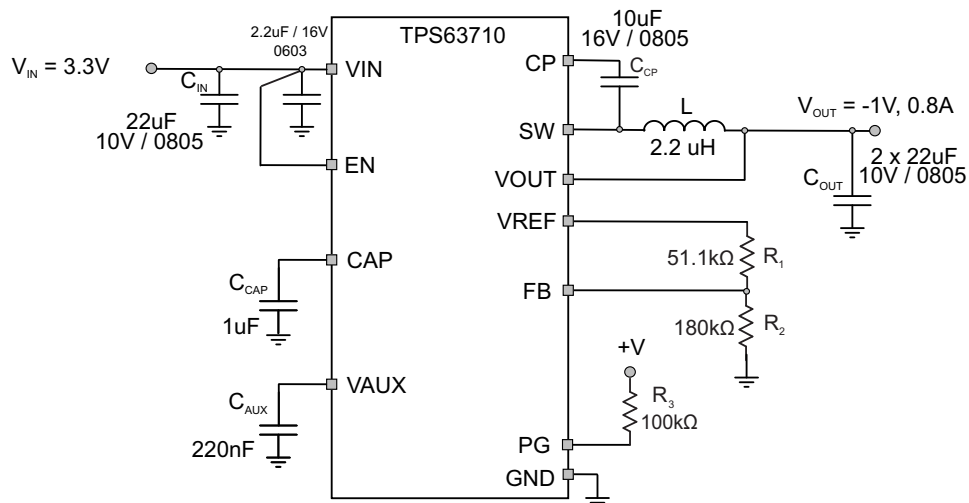 TPS63710
2.2uF / 16V
0603
10uF
16V / 0805
V_IN = 3.3V
C_IN
VIN
CP
C_CP
22uF
10V / 0805
SW
L
2.2 uH
V_OUT = -1V, 0.8A
2 x 22uF
10V / 0805
C_OUT
EN
VOUT
VREF
51.1kΩ R_1
CAP
C_CAP
1uF
FB
180kΩ R_2
+V
VAUX
C_AUX
220nF
R_3
100kΩ
PG
GND